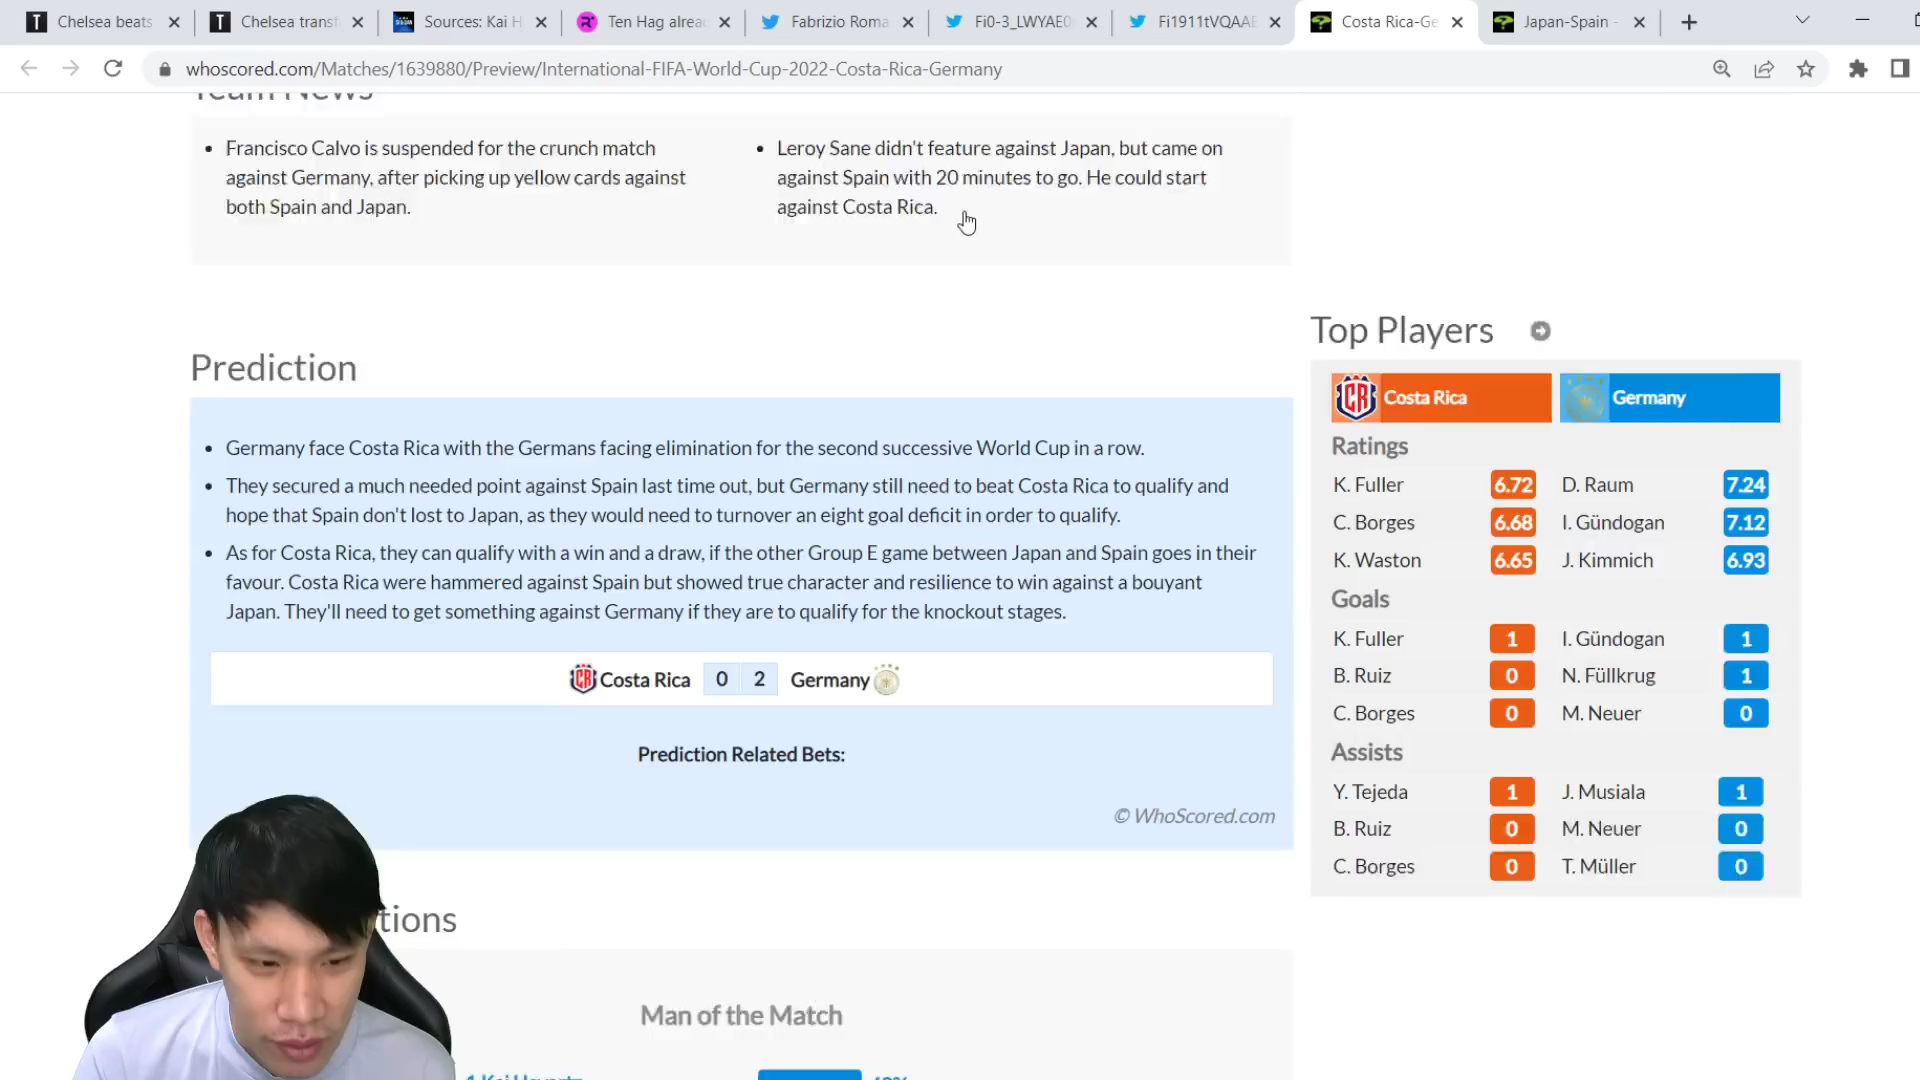 Chelsea beats
Chelsea transf
Sources: Kai H
Ten Hag alrea
Fabrizio Roma
Fi0-3_LWYAE0
Fi1911tVQAAE
Costa Rica-Ge
Japan-Spain -
whoscored.com/Matches/1639880/Preview/International-FIFA-World-Cup-2022-Costa-Rica-Germany
Team News
Francisco Calvo is suspended for the crunch match
against Germany, after picking up yellow cards against
both Spain and Japan.
Leroy Sane didn't feature against Japan, but came on
against Spain with 20 minutes to go. He could start
against Costa Rica.
Prediction
Germany face Costa Rica with the Germans facing elimination for the second successive World Cup in a row.
They secured a much needed point against Spain last time out, but Germany still need to beat Costa Rica to qualify and
hope that Spain don't lost to Japan, as they would need to turnover an eight goal deficit in order to qualify.
As for Costa Rica, they can qualify with a win and a draw, if the other Group E game between Japan and Spain goes in their
favour. Costa Rica were hammered against Spain but showed true character and resilience to win against a bouyant
Japan. They'll need to get something against Germany if they are to qualify for the knockout stages.
Costa Rica 0 2 Germany
Prediction Related Bets:
© WhoScored.com
tions
Man of the Match
Top Players
Costa Rica Germany
Ratings
K. Fuller 6.72 D. Raum 7.24
C. Borges 6.68 I. Gündogan 7.12
K. Waston 6.65 J. Kimmich 6.93
Goals
K. Fuller 1 I. Gündogan 1
B. Ruiz 0 N. Füllkrug 1
C. Borges 0 M. Neuer 0
Assists
Y. Tejeda 1 J. Musiala 1
B. Ruiz 0 M. Neuer 0
C. Borges 0 T. Müller 0